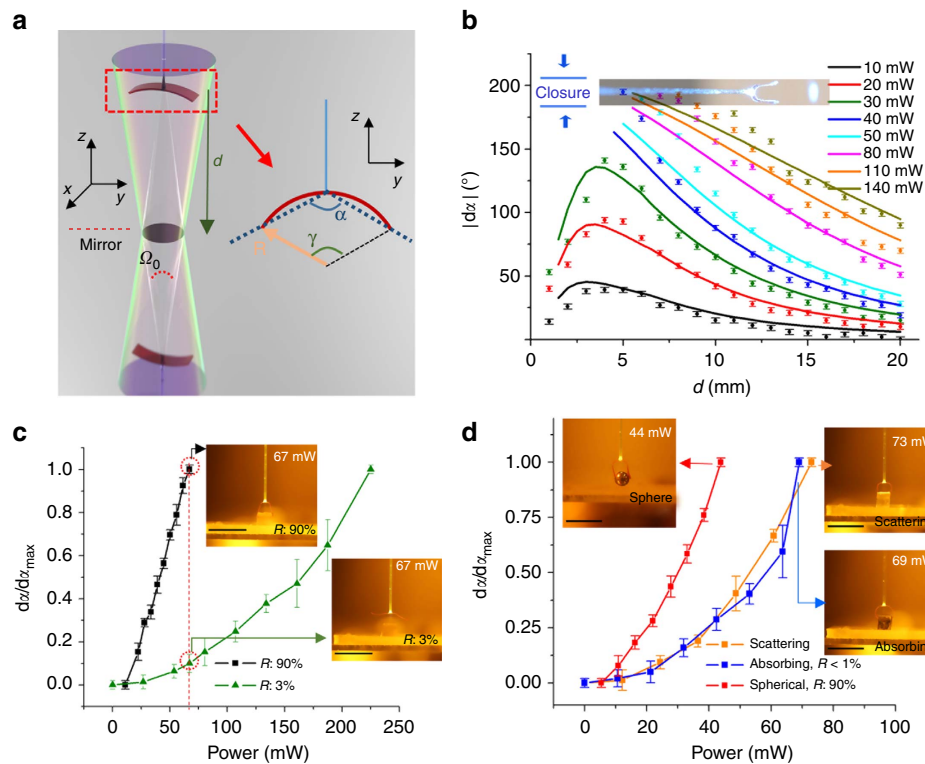 a
z
x
y
d
Mirror
Ω0
z
y
α
γ
R
b
200
150
100
50
|dα| (°)
Closure
10 mW
20 mW
30 mW
40 mW
50 mW
80 mW
110 mW
140 mW
0
5
10
15
20
d (mm)
c
1.0
0.8
0.6
0.4
0.2
0.0
dα/dαmax
67 mW
R: 90%
67 mW
R: 3%
R: 90%
R: 3%
0
50
100
150
200
250
Power (mW)
d
1.00
0.75
0.50
0.25
0.00
dα/dαmax
44 mW
Sphere
73 mW
Scattering
69 mW
Absorbing
Scattering
Absorbing, R < 1%
Spherical, R: 90%
0
20
40
60
80
100
Power (mW)